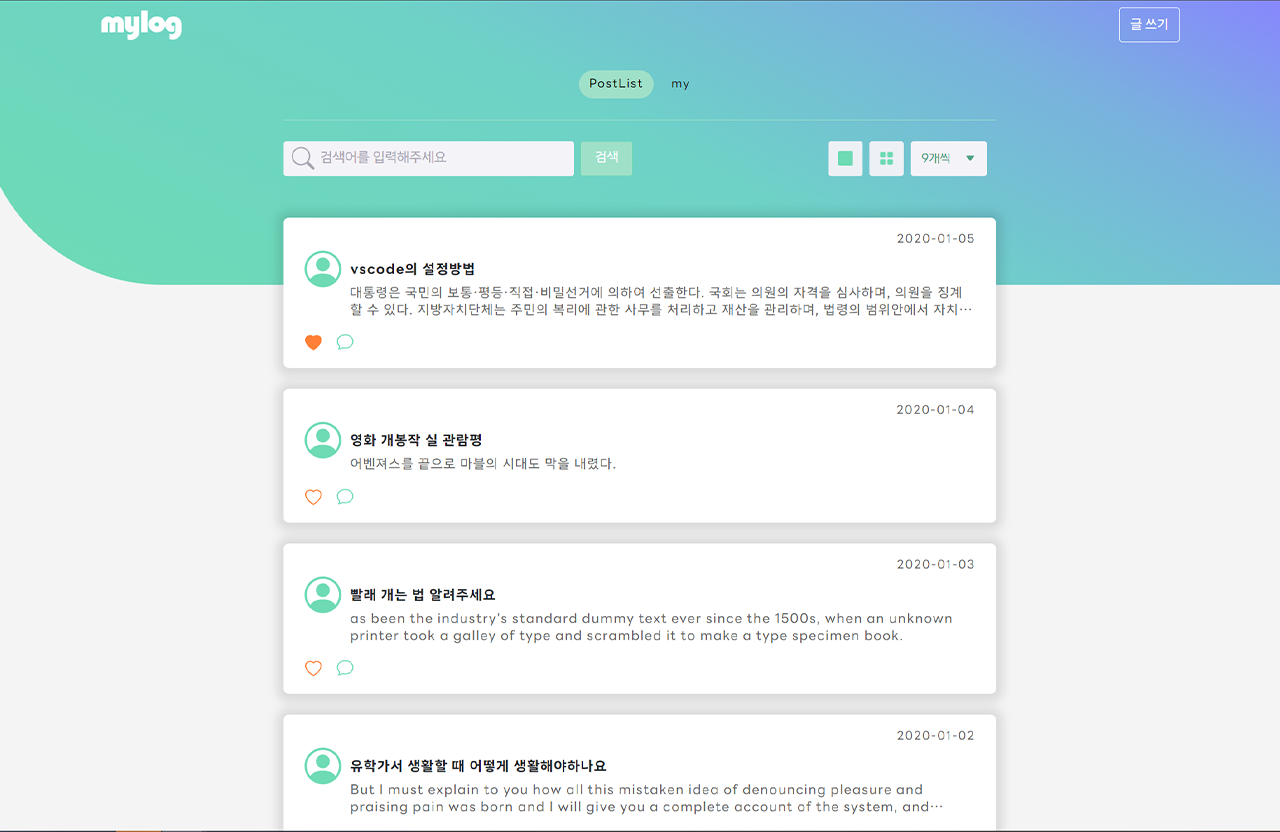 mylog
글 쓰기
PostList my
검색어를 입력해주세요 검색 9개씩
2020-01-05
vscode의 설정방법
대통령은 국민의 보통·평등·직접·비밀선거에 의하여 선출한다. 국회는 의원의 자격을 심사하며, 의원을 징계
할 수 있다. 지방자치단체는 주민의 복리에 관한 사무를 처리하고 재산을 관리하며, 법령의 범위안에서 자치…
2020-01-04
영화 개봉작 실 관람평
어벤져스를 끝으로 마블의 시대도 막을 내렸다.
2020-01-03
빨래 개는 법 알려주세요
as been the industry's standard dummy text ever since the 1500s, when an unknown
printer took a galley of type and scrambled it to make a type specimen book.
2020-01-02
유학가서 생활할 때 어떻게 생활해야하나요
But I must explain to you how all this mistaken idea of denouncing pleasure and
praising pain was born and I will give you a complete account of the system, and…